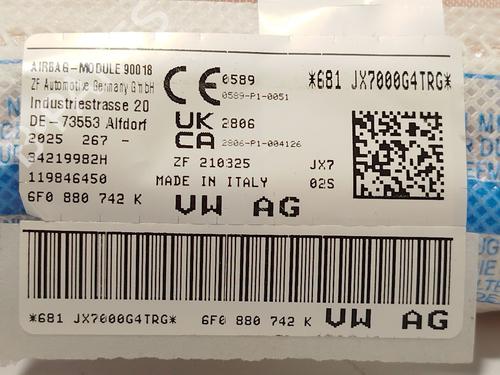 AIRBAG-MODULE 90018
ZF Automotive Germany GmbH
Industriestrasse 20
DE-73553 Alfdorf
2025 267 -
34219982H
119846450
6F0 880 742 K
CE 0589
0589-P1-0051
UK CA 2806
2806-P1-004126
ZF 210325
MADE IN ITALY
VW AG
*681 JX7000G4TRG*
JX7
02S
*681 JX7000G4TRG* 6F0 880 742 K VW AG